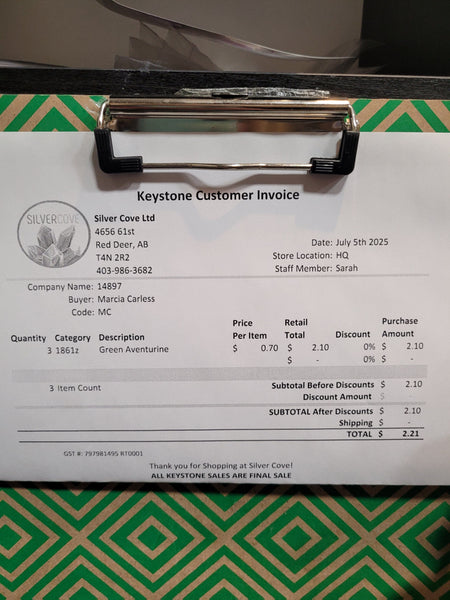 Keystone Customer Invoice
SILVERCOVE
Silver Cove Ltd
4656 61st
Red Deer, AB
T4N 2R2
403-986-3682
Date: July 5th 2025
Store Location: HQ
Staff Member: Sarah
Company Name: 14897
Buyer: Marcia Carless
Code: MC
Quantity Category Description Price Per Item Retail Total Discount Purchase Amount
3 1861z Green Aventurine $ 0.70 $ 2.10 0% $ 2.10
$ - 0% $ -
3 Item Count
Subtotal Before Discounts $ 2.10
Discount Amount $
SUBTOTAL After Discounts $ 2.10
Shipping $ -
TOTAL $ 2.21
GST #: 797981495 RT0001
Thank you for Shopping at Silver Cove!
ALL KEYSTONE SALES ARE FINAL SALE